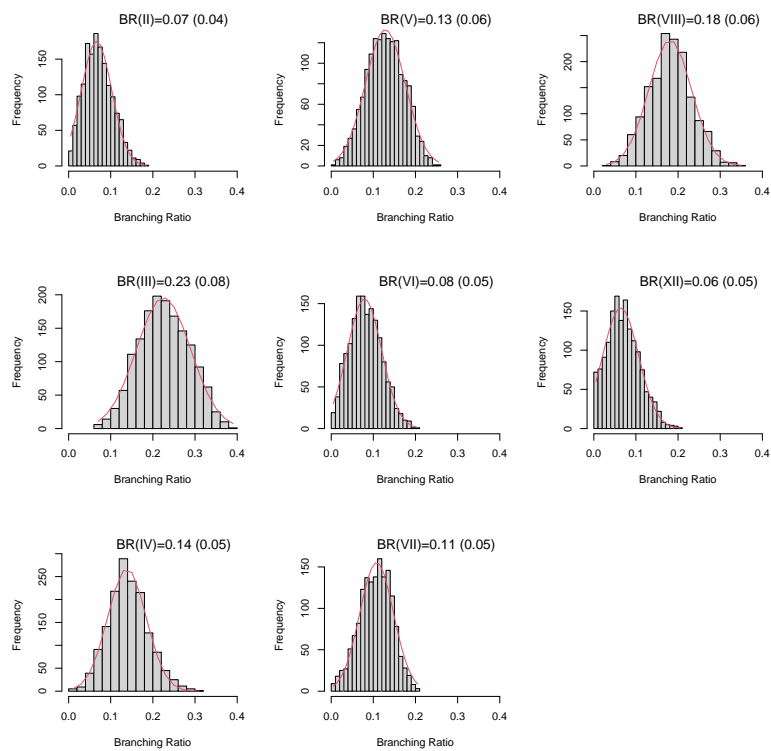 BR(II)=0.07 (0.04)
Frequency
0 50 100 150
0.0 0.1 0.2 0.3 0.4
Branching Ratio
BR(V)=0.13 (0.06)
Frequency
0 20 60 100
0.0 0.1 0.2 0.3 0.4
Branching Ratio
BR(VIII)=0.18 (0.06)
Frequency
0 50 100 200
0.0 0.1 0.2 0.3 0.4
Branching Ratio
BR(III)=0.23 (0.08)
Frequency
0 50 100 150 200
0.0 0.1 0.2 0.3 0.4
Branching Ratio
BR(VI)=0.08 (0.05)
Frequency
0 50 100 150
0.0 0.1 0.2 0.3 0.4
Branching Ratio
BR(XII)=0.06 (0.05)
Frequency
0 50 100 150
0.0 0.1 0.2 0.3 0.4
Branching Ratio
BR(IV)=0.14 (0.05)
Frequency
0 50 150 250
0.0 0.1 0.2 0.3 0.4
Branching Ratio
BR(VII)=0.11 (0.05)
Frequency
0 50 100 150
0.0 0.1 0.2 0.3 0.4
Branching Ratio